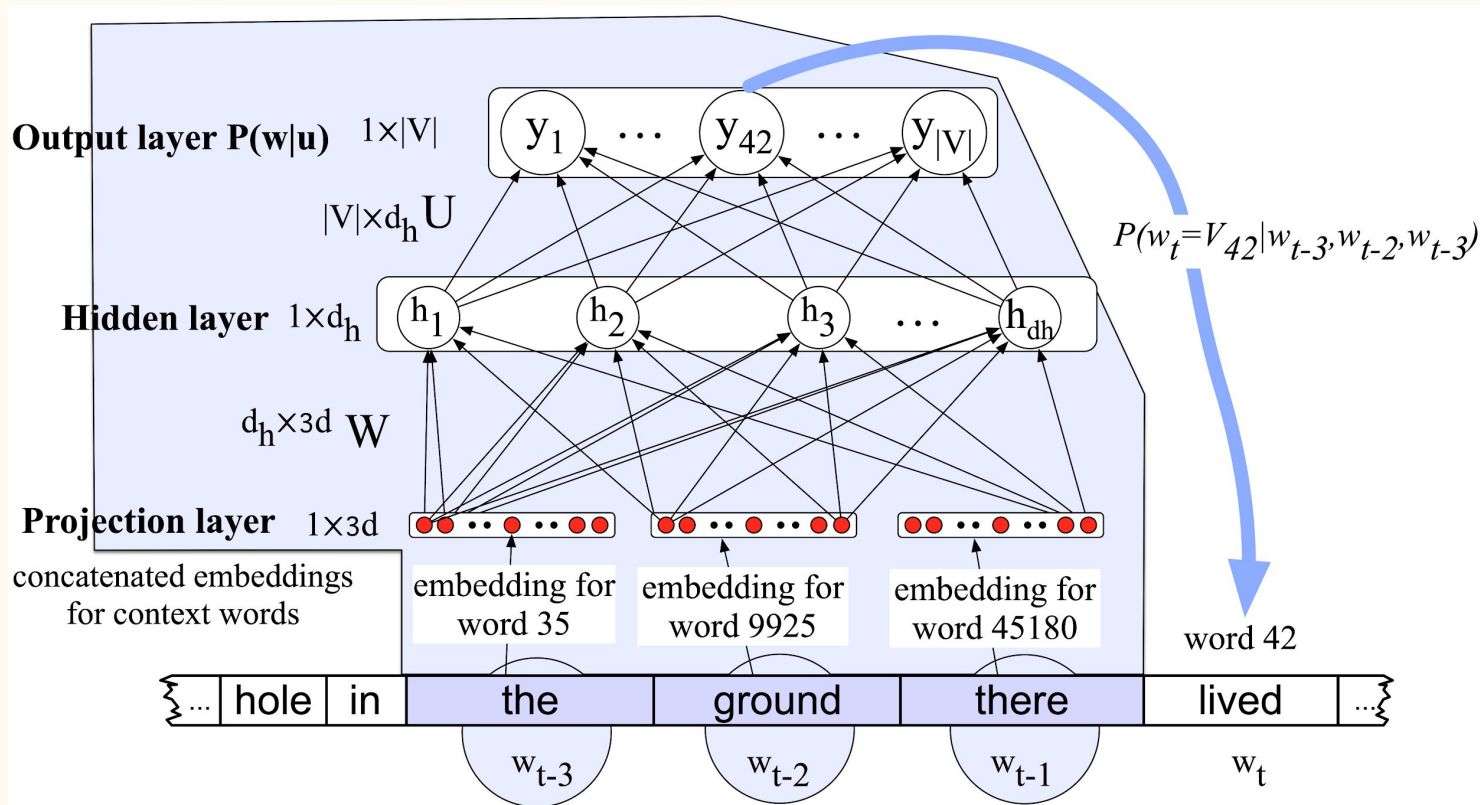 Output layer P(w|u) 1×|V|
y1 ... y42 ... y|V|
|V|×dh U
P(wt=V42|wt-3,wt-2,wt-3)
Hidden layer 1×dh
h1 h2 h3 ... hdh
dh×3d W
Projection layer 1×3d
concatenated embeddings
for context words
embedding for
word 35
embedding for
word 9925
embedding for
word 45180
word 42
... hole in the ground there lived ...
wt-3 wt-2 wt-1 wt